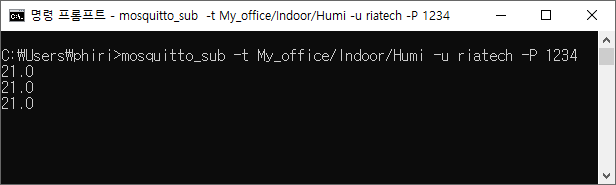 명령 프롬프트 - mosquitto_sub -t My_office/Indoor/Humi -u riatech -P 1234
C:₩Users₩phiri>mosquitto_sub -t My_office/Indoor/Humi -u riatech -P 1234
21.0
21.0
21.0